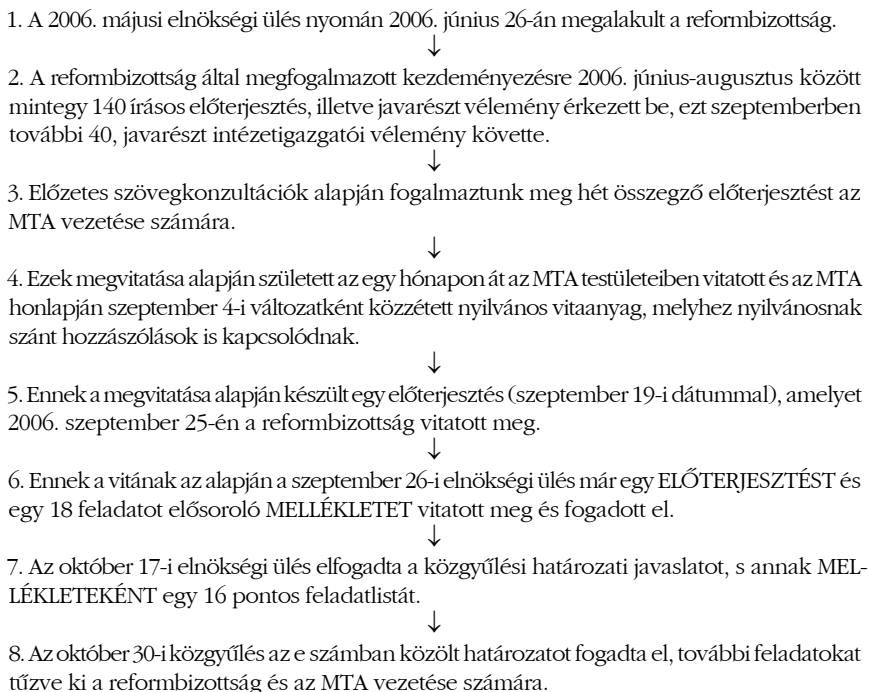 1. A 2006. májusi elnökségi ülés nyomán 2006. június 26-án megalakult a reformbizottság.
↓
2. A reformbizottság által megfogalmazott kezdeményezésre 2006. június-augusztus között
mintegy 140 írásos előterjesztés, illetve javarészt vélemény érkezett be, ezt szeptemberben
további 40, javarészt intézetigazgatói vélemény követte.
↓
3. Előzetes szövegkonzultációk alapján fogalmaztunk meg hét összegző előterjesztést az
MTA vezetése számára.
↓
4. Ezek megvitatása alapján született az egy hónapon át az MTA testületeiben vitatott és az MTA
honlapján szeptember 4-i változatként közzétett nyilvános vitaanyag, melyhez nyilvánosnak
szánt hozzászólások is kapcsolódnak.
↓
5. Ennek a megvitatása alapján készült egy előterjesztés (szeptember 19-i dátummal), amelyet
2006. szeptember 25-én a reformbizottság vitatott meg.
↓
6. Ennek a vitának az alapján a szeptember 26-i elnökségi ülés már egy ELŐTERJESZTÉST és
egy 18 feladatot elősoroló MELLÉKLETET vitatott meg és fogadott el.
↓
7. Az október 17-i elnökségi ülés elfogadta a közgyűlési határozati javaslatot, s annak MEL-
LÉKLETEKÉNT egy 16 pontos feladatlistát.
↓
8. Az október 30-i közgyűlés az e számban közölt határozatot fogadta el, további feladatokat
tűzve ki a reformbizottság és az MTA vezetése számára.